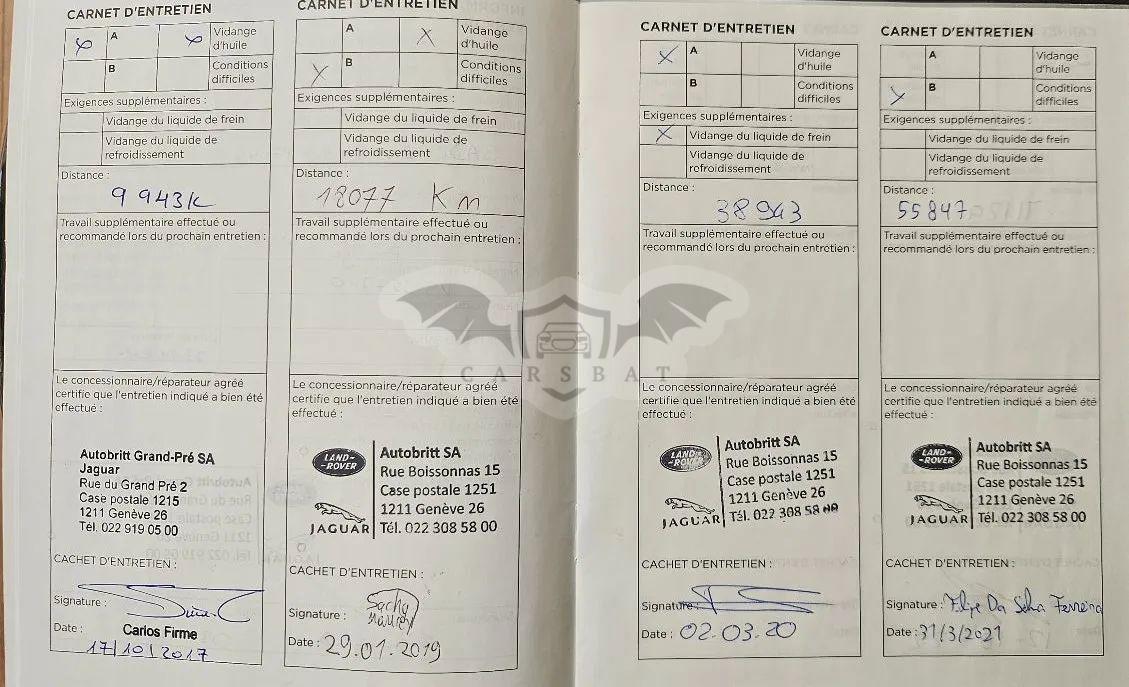 CARNET D'ENTRETIEN
A
Vidange
d'huile
B
Conditions
difficiles
Exigences supplémentaires :
Vidange du liquide de frein
Vidange du liquide de
refroidissement
Distance :
9 943k
Travail supplémentaire effectué ou
recommandé lors du prochain entretien :
Le concessionnaire/réparateur agréé
certifie que l'entretien indiqué a bien été
effectué :
Autobritt Grand-Pré SA
Jaguar
Rue du Grand Pré 2
Case postale 1215
1211 Genève 26
Tél. 022 919 05 00
CACHET D'ENTRETIEN :
Signature :
Carlos Firme
Date :
17/10/2017
CARNET D'ENTRETIEN
A
X
Vidange
d'huile
X
B
Conditions
difficiles
Exigences supplémentaires :
Vidange du liquide de frein
Vidange du liquide de
refroidissement
Distance :
18077 Km
Travail supplémentaire effectué ou
recommandé lors du prochain entretien :
Le concessionnaire/réparateur agréé
certifie que l'entretien indiqué a bien été
effectué :
LAND-
ROVER
JAGUAR
Autobritt SA
Rue Boissonnas 15
Case postale 1251
1211 Genève 26
Tél. 022 308 58 00
CACHET D'ENTRETIEN :
Signature :
Date : 29.01.2019
CARNET D'ENTRETIEN
X
A
Vidange
d'huile
B
Conditions
difficiles
Exigences supplémentaires :
X
Vidange du liquide de frein
Vidange du liquide de
refroidissement
Distance :
38943
Travail supplémentaire effectué ou
recommandé lors du prochain entretien :
Le concessionnaire/réparateur agréé
certifie que l'entretien indiqué a bien été
effectué :
LAND-
ROVER
JAGUAR
Autobritt SA
Rue Boissonnas 15
Case postale 1251
1211 Genève 26
Tél. 022 308 58 00
CACHET D'ENTRETIEN :
Signature :
Date : 02.03.20
CARNET D'ENTRETIEN
A
Vidange
d'huile
X
B
Conditions
difficiles
Exigences supplémentaires :
Vidange du liquide de frein
Vidange du liquide de
refroidissement
Distance :
55847
Travail supplémentaire effectué ou
recommandé lors du prochain entretien :
Le concessionnaire/réparateur agréé
certifie que l'entretien indiqué a bien été
effectué :
LAND-
ROVER
JAGUAR
Autobritt SA
Rue Boissonnas 15
Case postale 1251
1211 Genève 26
Tél. 022 308 58 00
CACHET D'ENTRETIEN :
Signature : Felipe Da Silva Ferreira
Date : 31/3/2021
CARSBAT